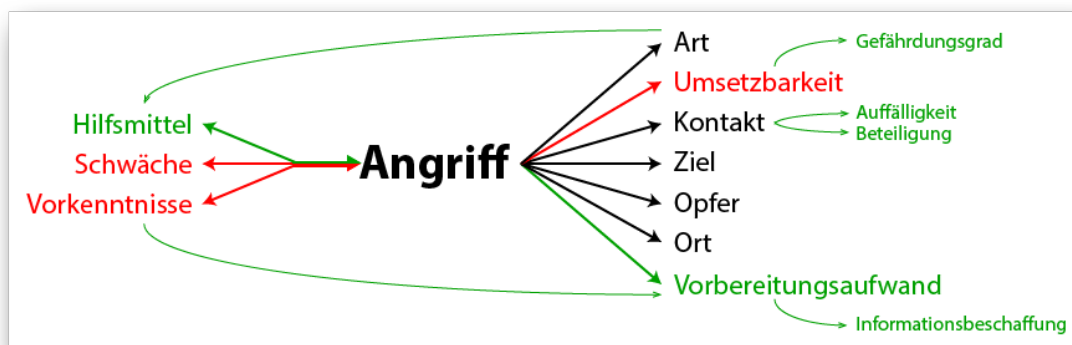 Hilfsmittel
Schwäche
Vorkenntnisse
Angriff
Art
Umsetzbarkeit
Kontakt
Ziel
Opfer
Ort
Vorbereitungsaufwand
Gefährdungsgrad
Auffälligkeit
Beteiligung
Informationsbeschaffung